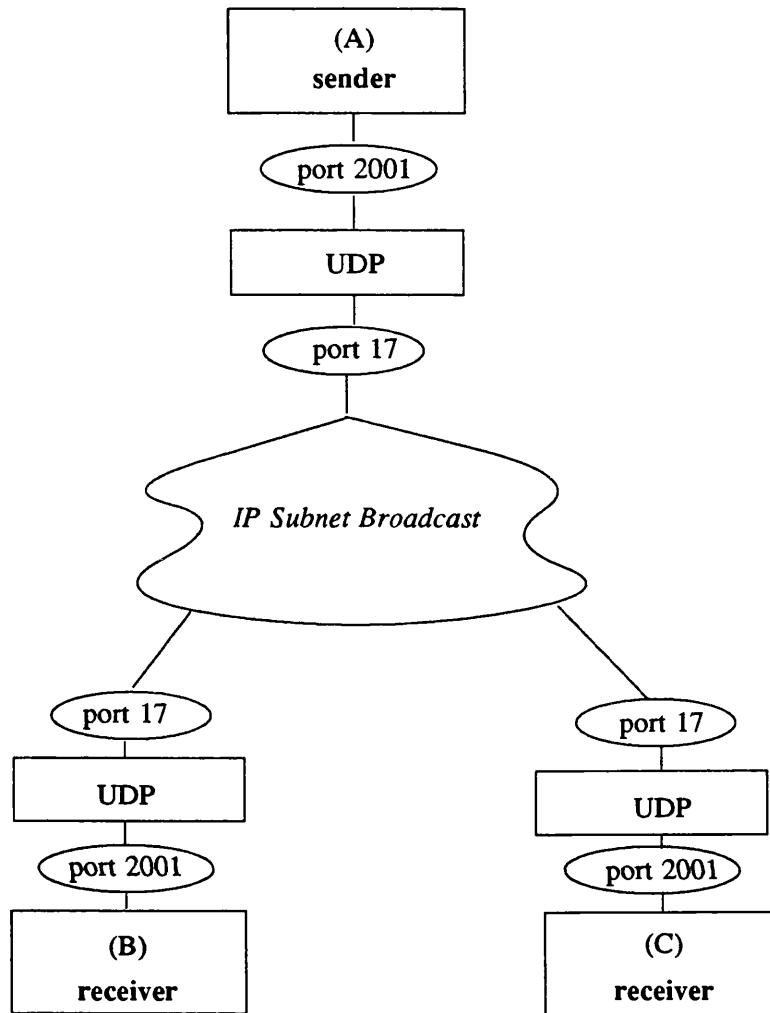 (A)
sender
port 2001
UDP
port 17
IP Subnet Broadcast
port 17
port 17
UDP
UDP
port 2001
port 2001
(B)
receiver
(C)
receiver